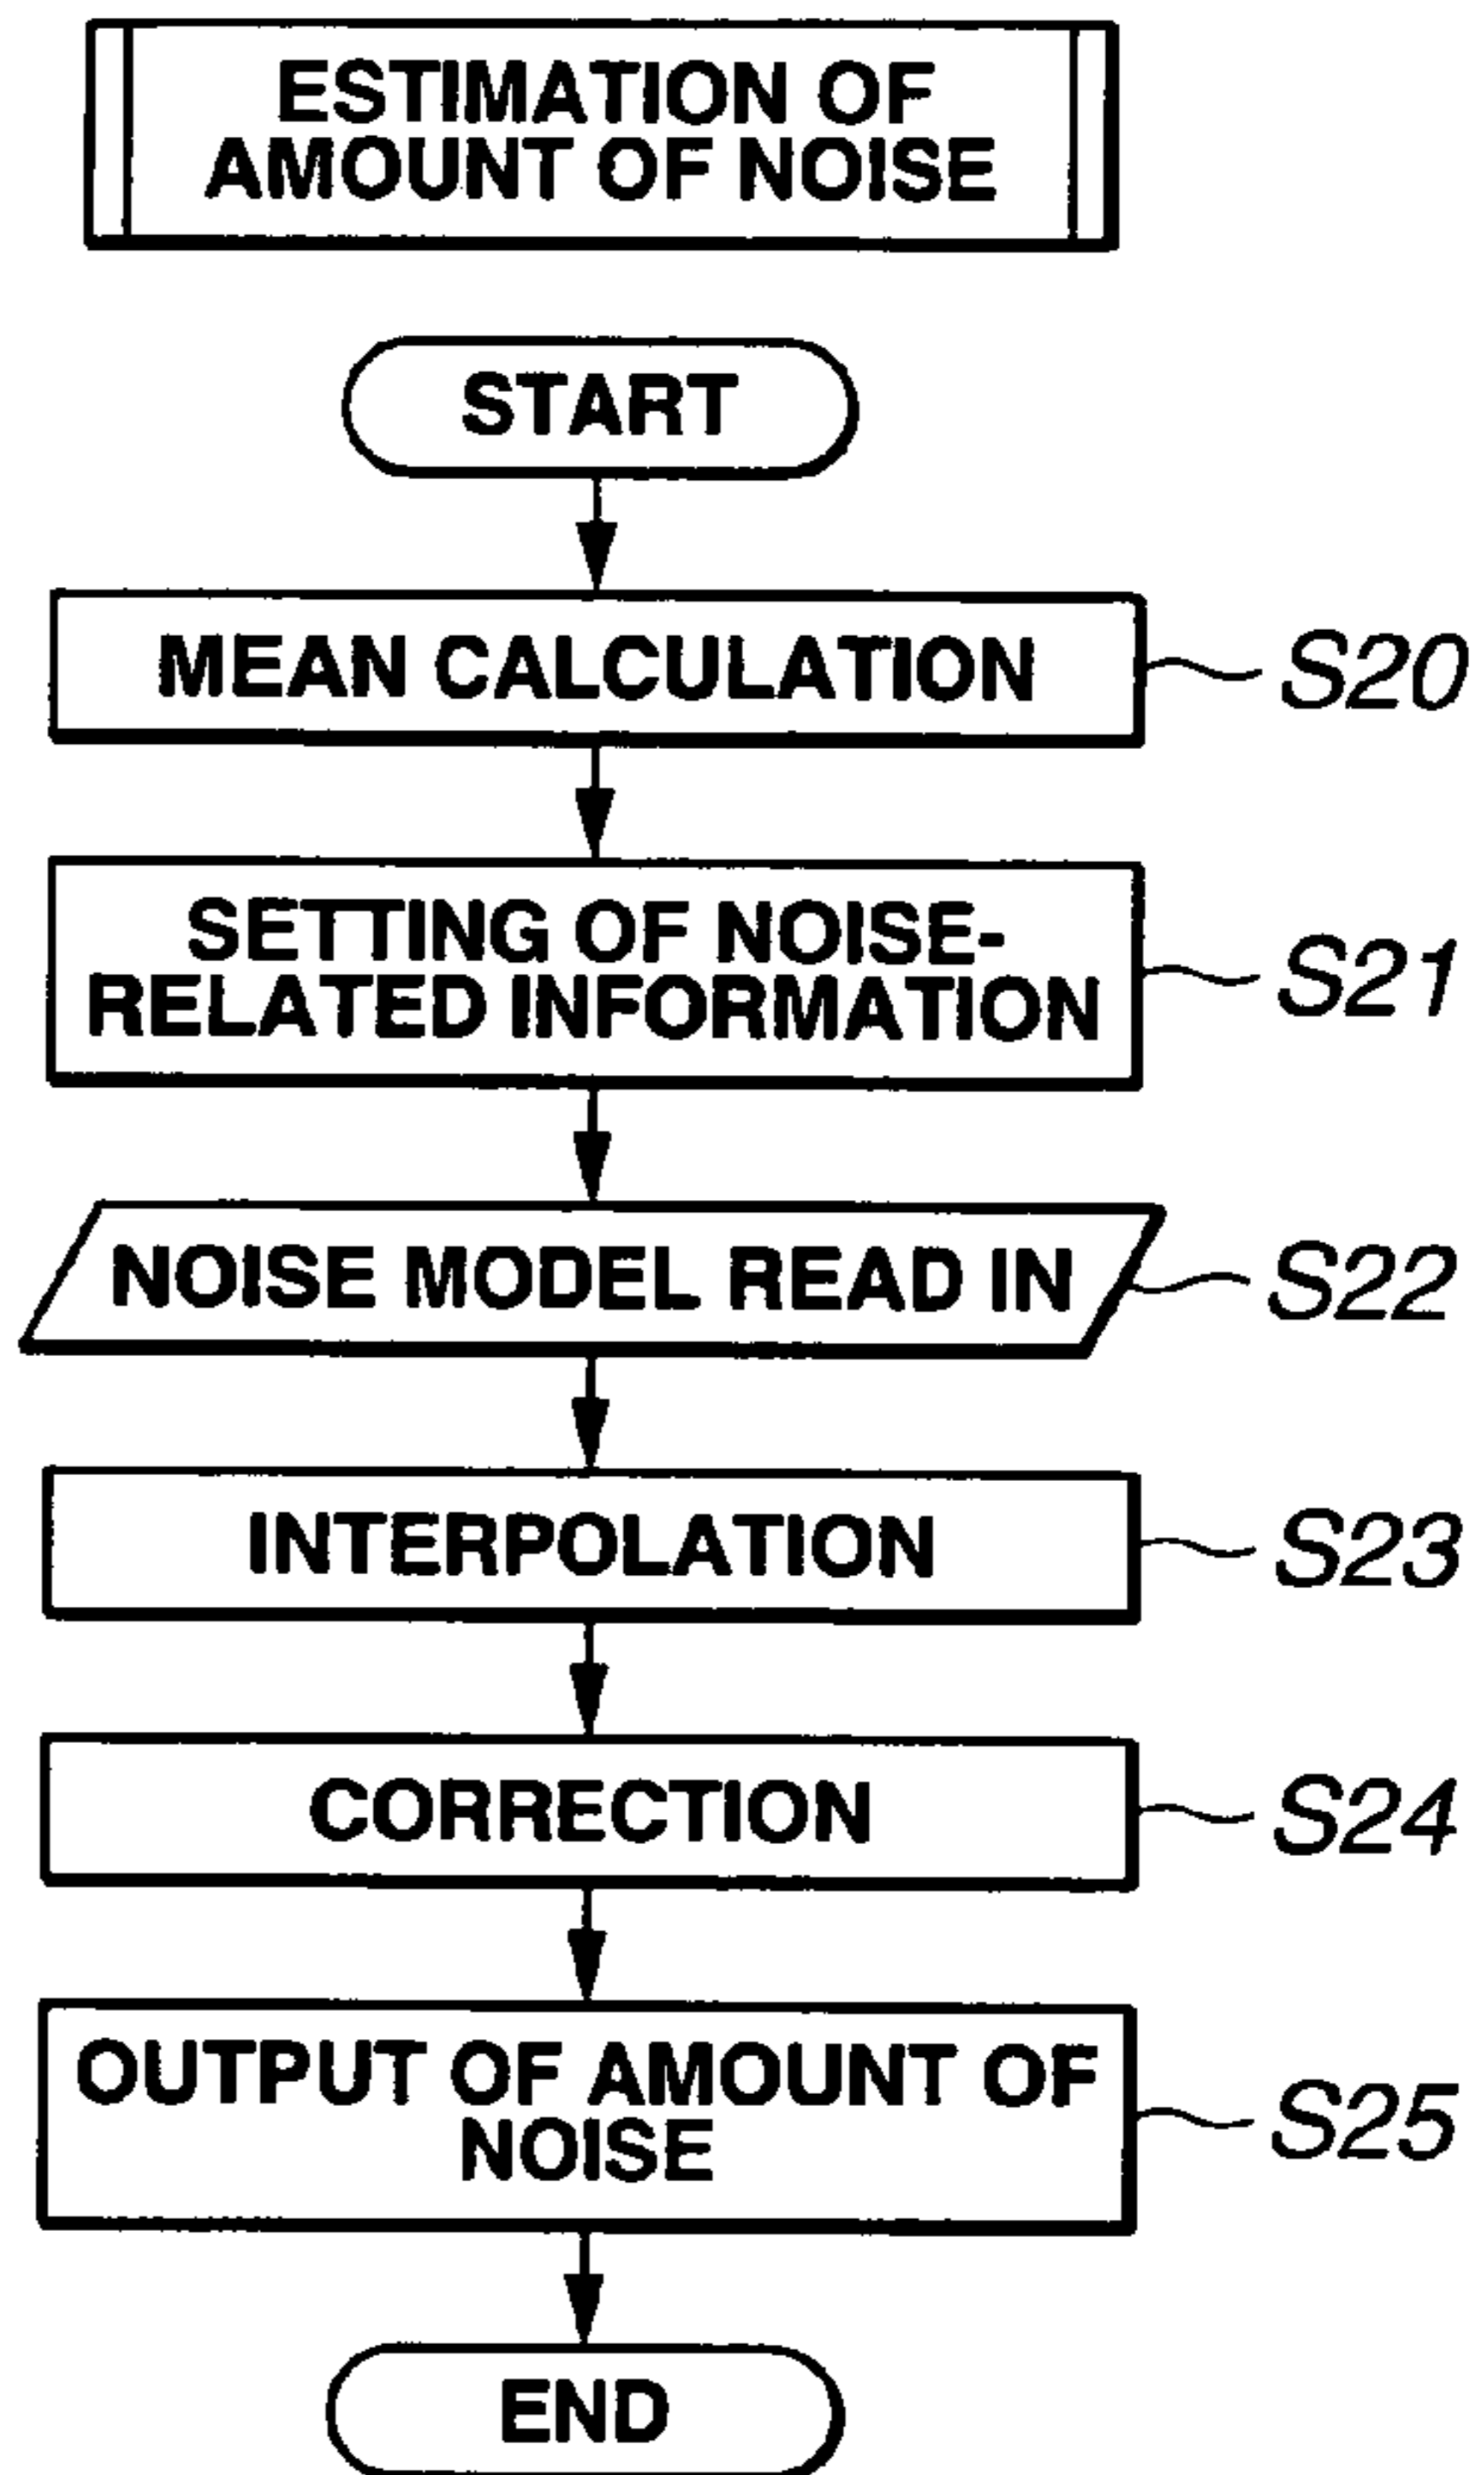 ESTIMATION OF
AMOUNT OF NOISE
START
MEAN CALCULATION
S20
SETTING OF NOISE-
RELATED INFORMATION
S21
NOISE MODEL READ IN
S22
INTERPOLATION
S23
CORRECTION
S24
OUTPUT OF AMOUNT OF
NOISE
S25
END